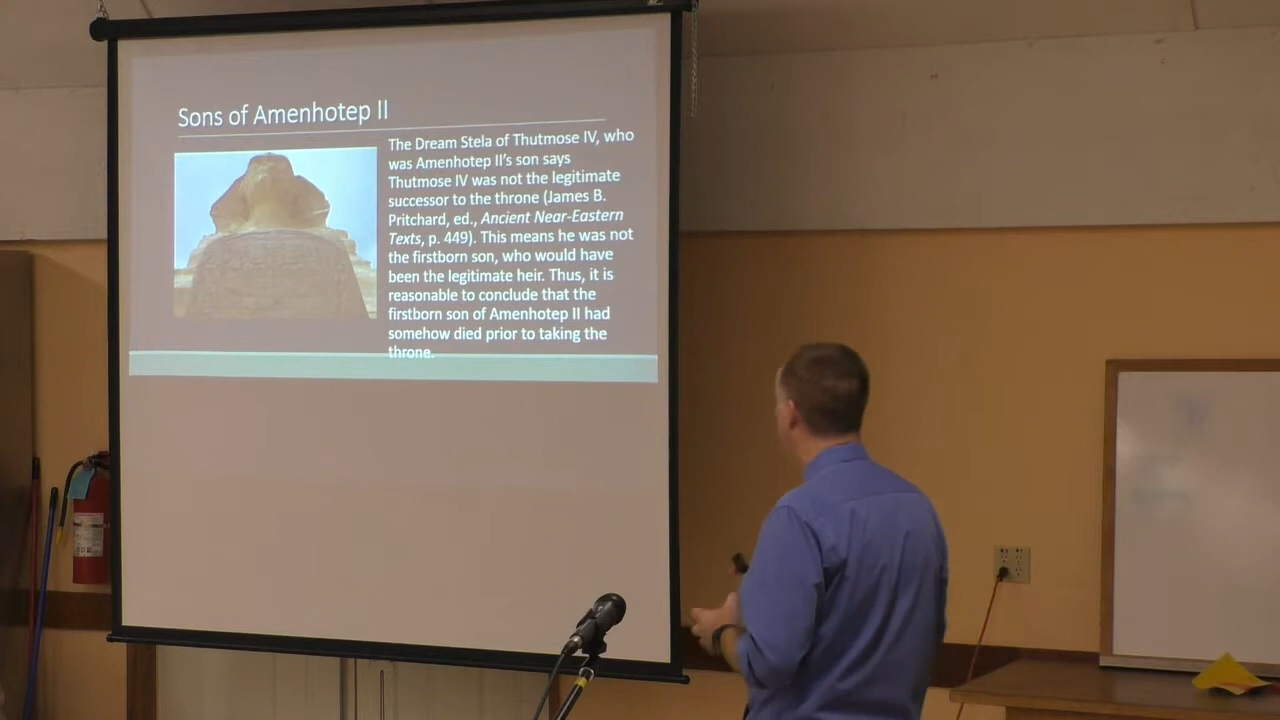 Sons of Amenhotep II
The Dream Stela of Thutmose IV, who
was Amenhotep II's son says
Thutmose IV was not the legitimate
successor to the throne (James B.
Pritchard, ed., Ancient Near-Eastern
Texts, p. 449). This means he was not
the firstborn son, who would have
been the legitimate heir. Thus, it is
reasonable to conclude that the
firstborn son of Amenhotep II had
somehow died prior to taking the
throne.